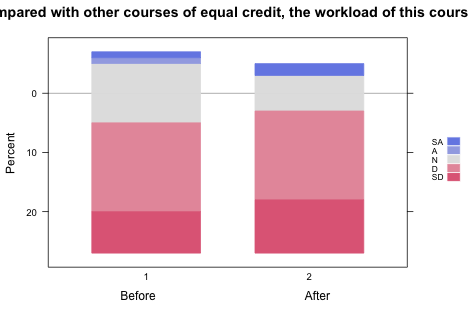 compared with other courses of equal credit, the workload of this cours
SA
A
N
D
SD
Percent
0
10
20
1
2
Before
After